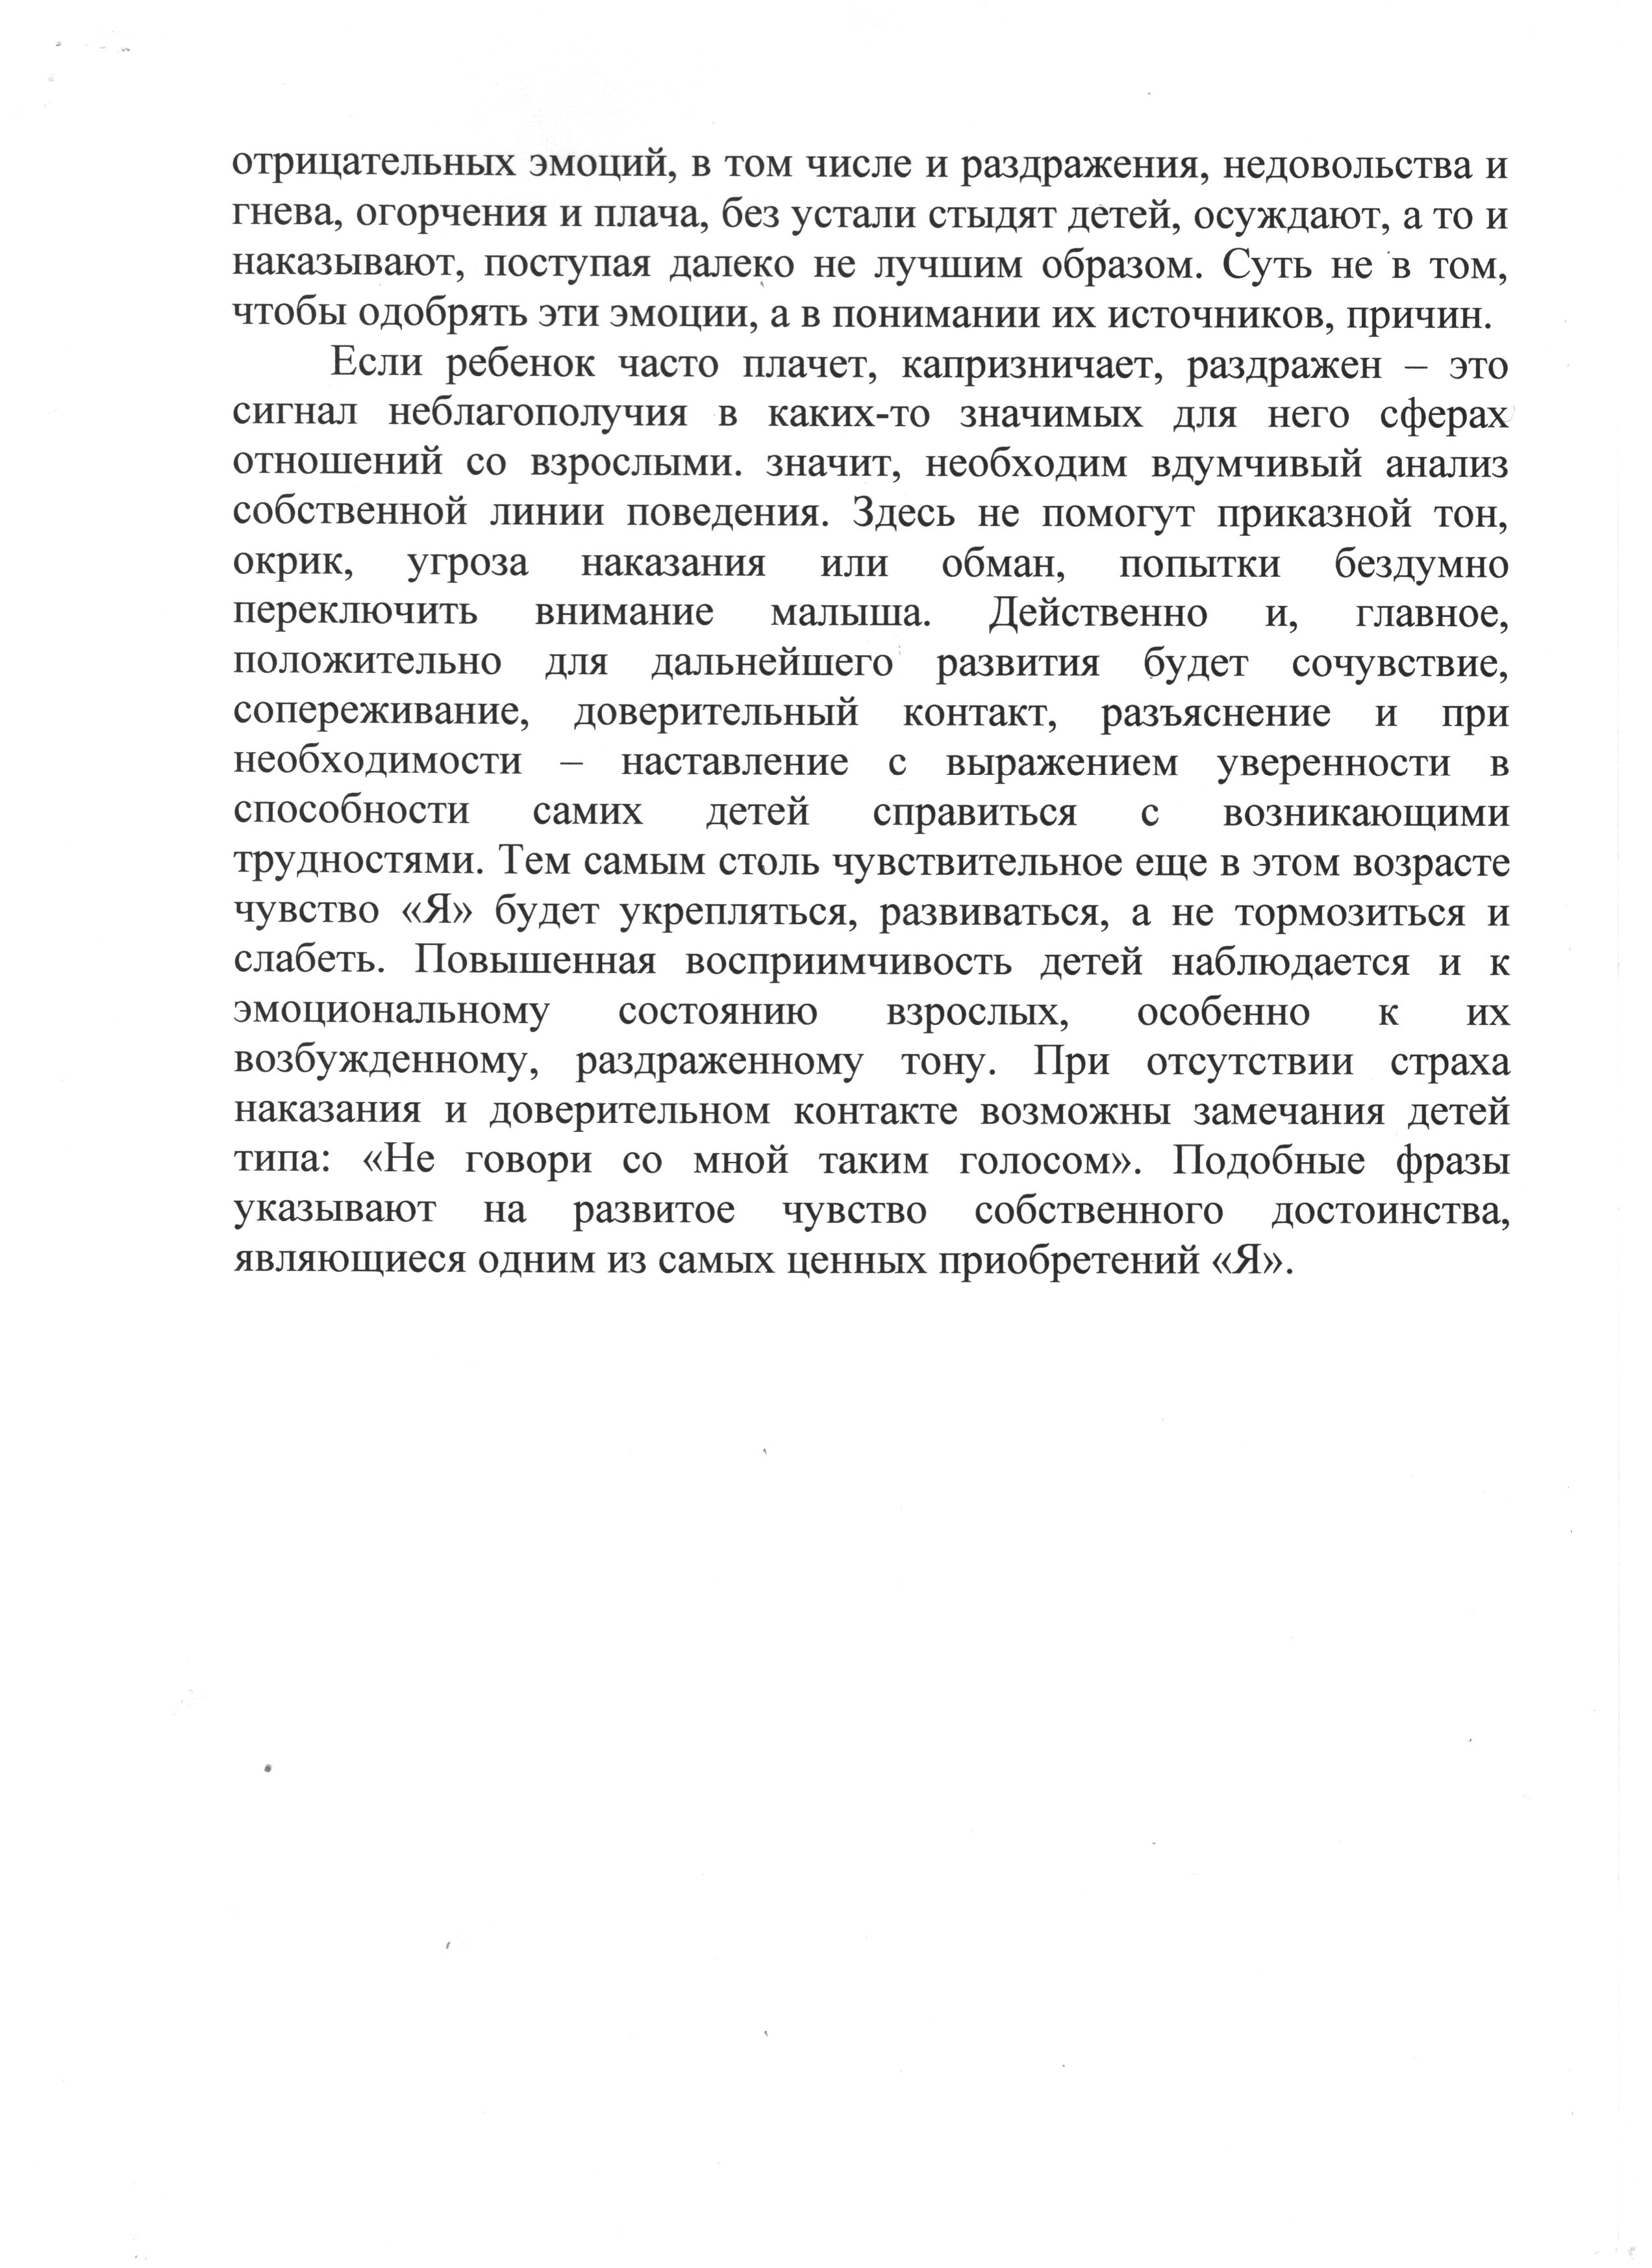 отрицательных эмоций, в том числе и раздражения, недовольства и
гнева, огорчения и плача, без устали стыдят детей, осуждают, а то и
наказывают, поступая далеко не лучшим образом. Суть не в том,
чтобы одобрять эти эмоции, а в понимании их источников, причин.
Если ребенок часто плачет, капризничает, раздражен – это
сигнал неблагополучия в каких-то значимых для него сферах
отношений со взрослыми. значит, необходим вдумчивый анализ
собственной линии поведения. Здесь не помогут приказной тон,
окрик, угроза наказания или обман, попытки бездумно
переключить внимание малыша. Действенно и, главное,
положительно для дальнейшего развития будет сочувствие,
сопереживание, доверительный контакт, разъяснение и при
необходимости – наставление с выражением уверенности в
способности самих детей справиться с возникающими
трудностями. Тем самым столь чувствительное еще в этом возрасте
чувство «Я» будет укрепляться, развиваться, а не тормозиться и
слабеть. Повышенная восприимчивость детей наблюдается и к
эмоциональному состоянию взрослых, особенно к их
возбужденному, раздраженному тону. При отсутствии страха
наказания и доверительном контакте возможны замечания детей
типа: «Не говори со мной таким голосом». Подобные фразы
указывают на развитое чувство собственного достоинства,
являющиеся одним из самых ценных приобретений «Я».